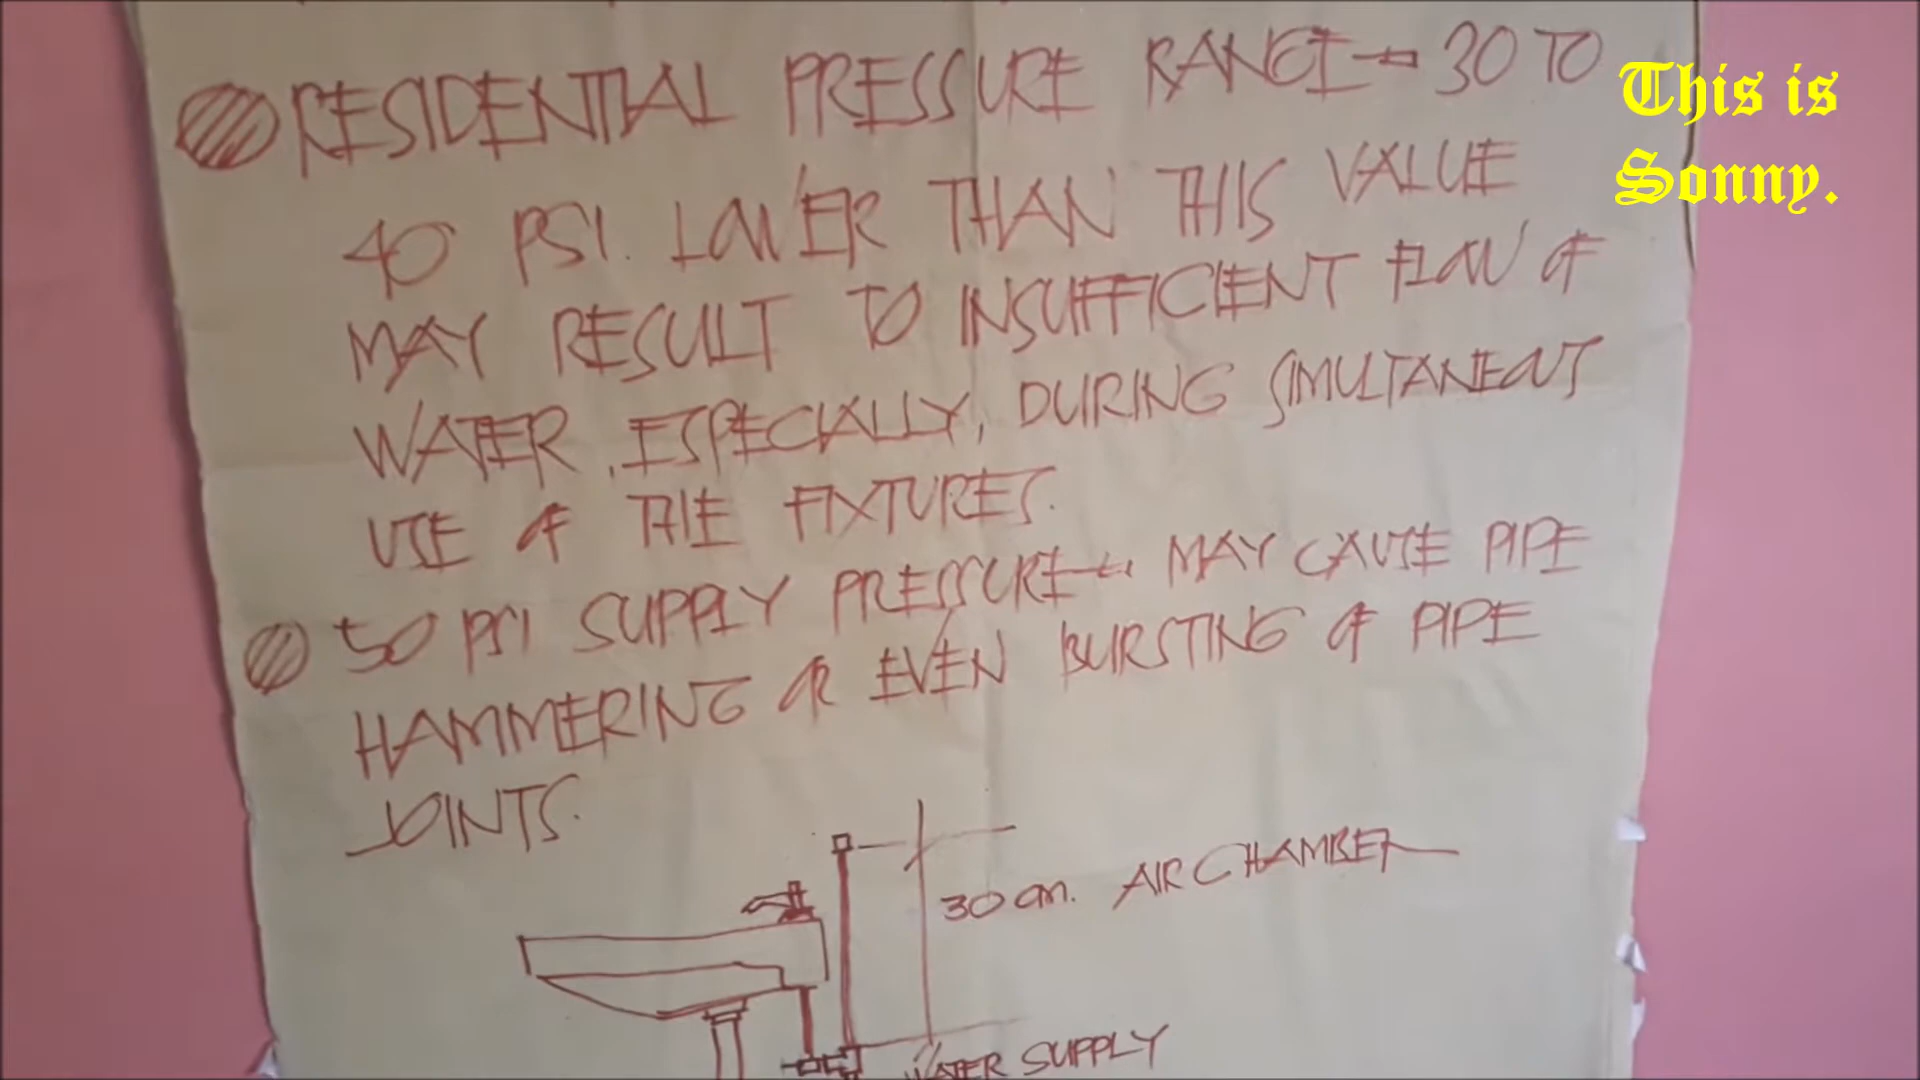 RESIDENTIAL PRESSURE RANGE - 30 TO
40 PSI. LOWER THAN THIS VALUE
MAY RESULT TO INSUFFICIENT FLOW OF
WATER, ESPECIALLY, DURING SIMULTANEOUS
USE OF THE FIXTURES.
50 PSI SUPPLY PRESSURE - MAY CAUSE PIPE
HAMMERING OR EVEN BURSTING OF PIPE
JOINTS.
30 cm. AIR CHAMBER
WATER SUPPLY
This is
Sonny.